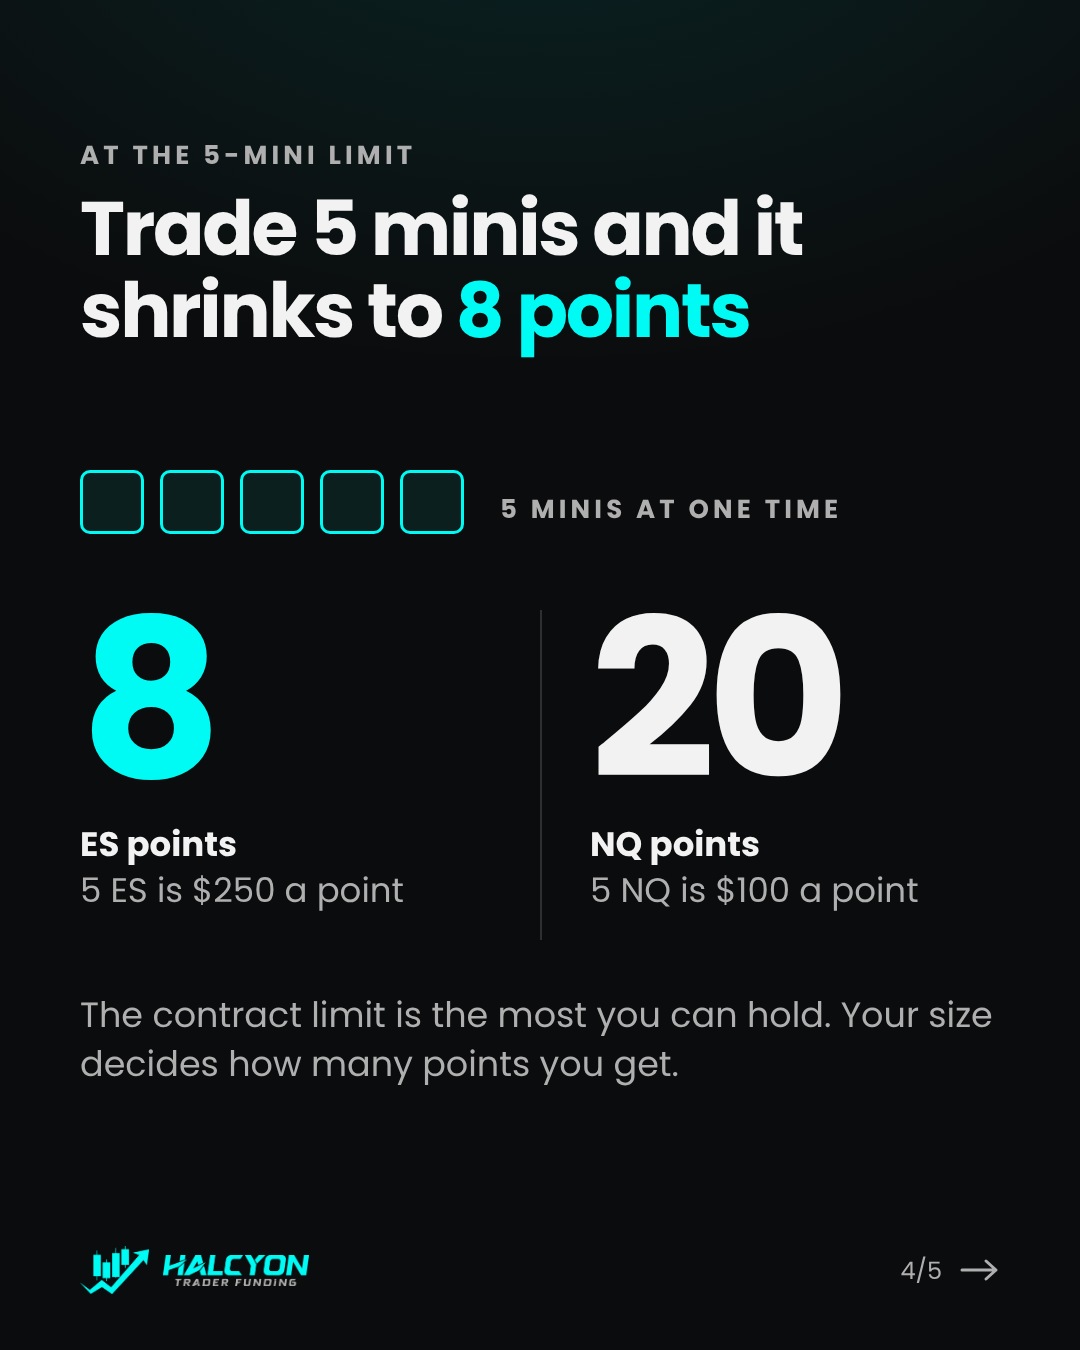 AT THE 5-MINI LIMIT
Trade 5 minis and it
shrinks to 8 points
5 MINIS AT ONE TIME
8
ES points
5 ES is $250 a point
20
NQ points
5 NQ is $100 a point
The contract limit is the most you can hold. Your size
decides how many points you get.
HALCYON
TRADER FUNDING
4/5